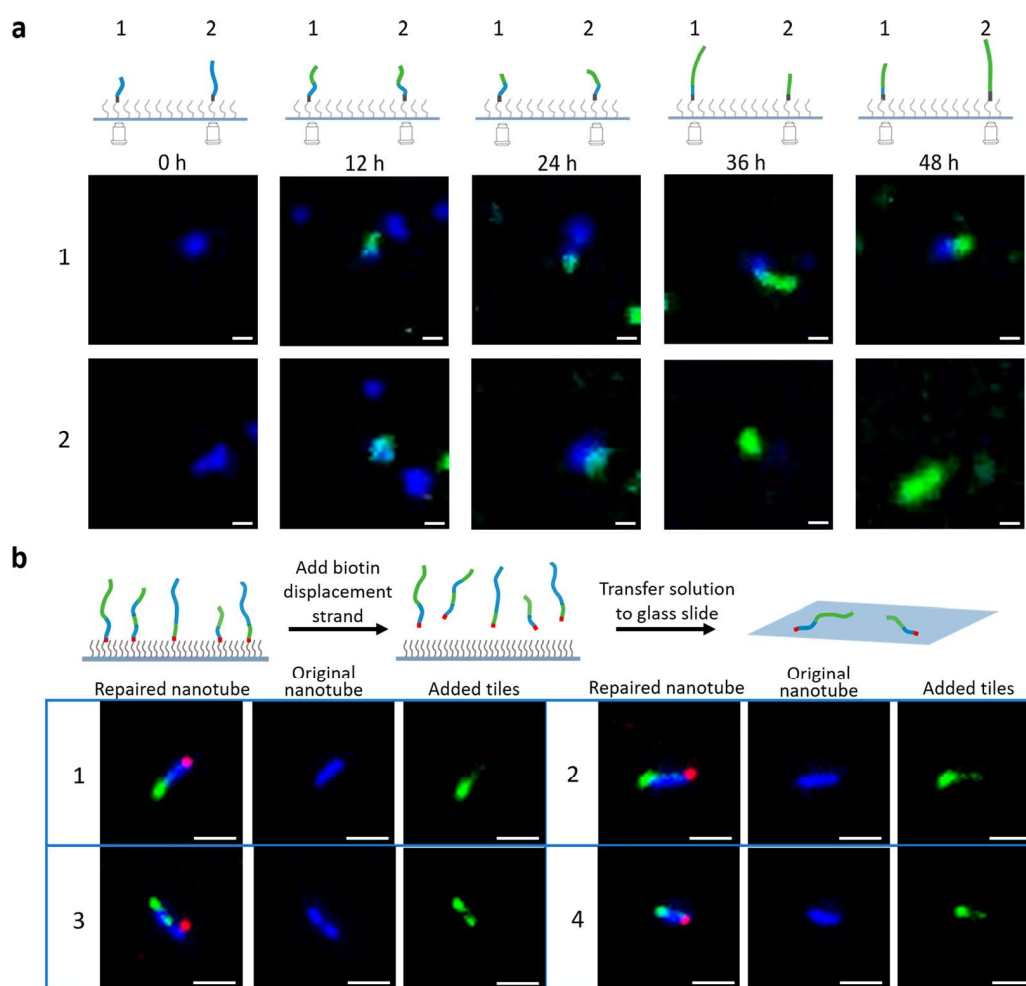 a
1 2 1 2 1 2 1 2 1 2
0 h 12 h 24 h 36 h 48 h
1
2
b
Add biotin
displacement
strand
Transfer solution
to glass slide
Repaired nanotube
Original
nanotube
Added tiles
Repaired nanotube
Original
nanotube
Added tiles
1
2
3
4